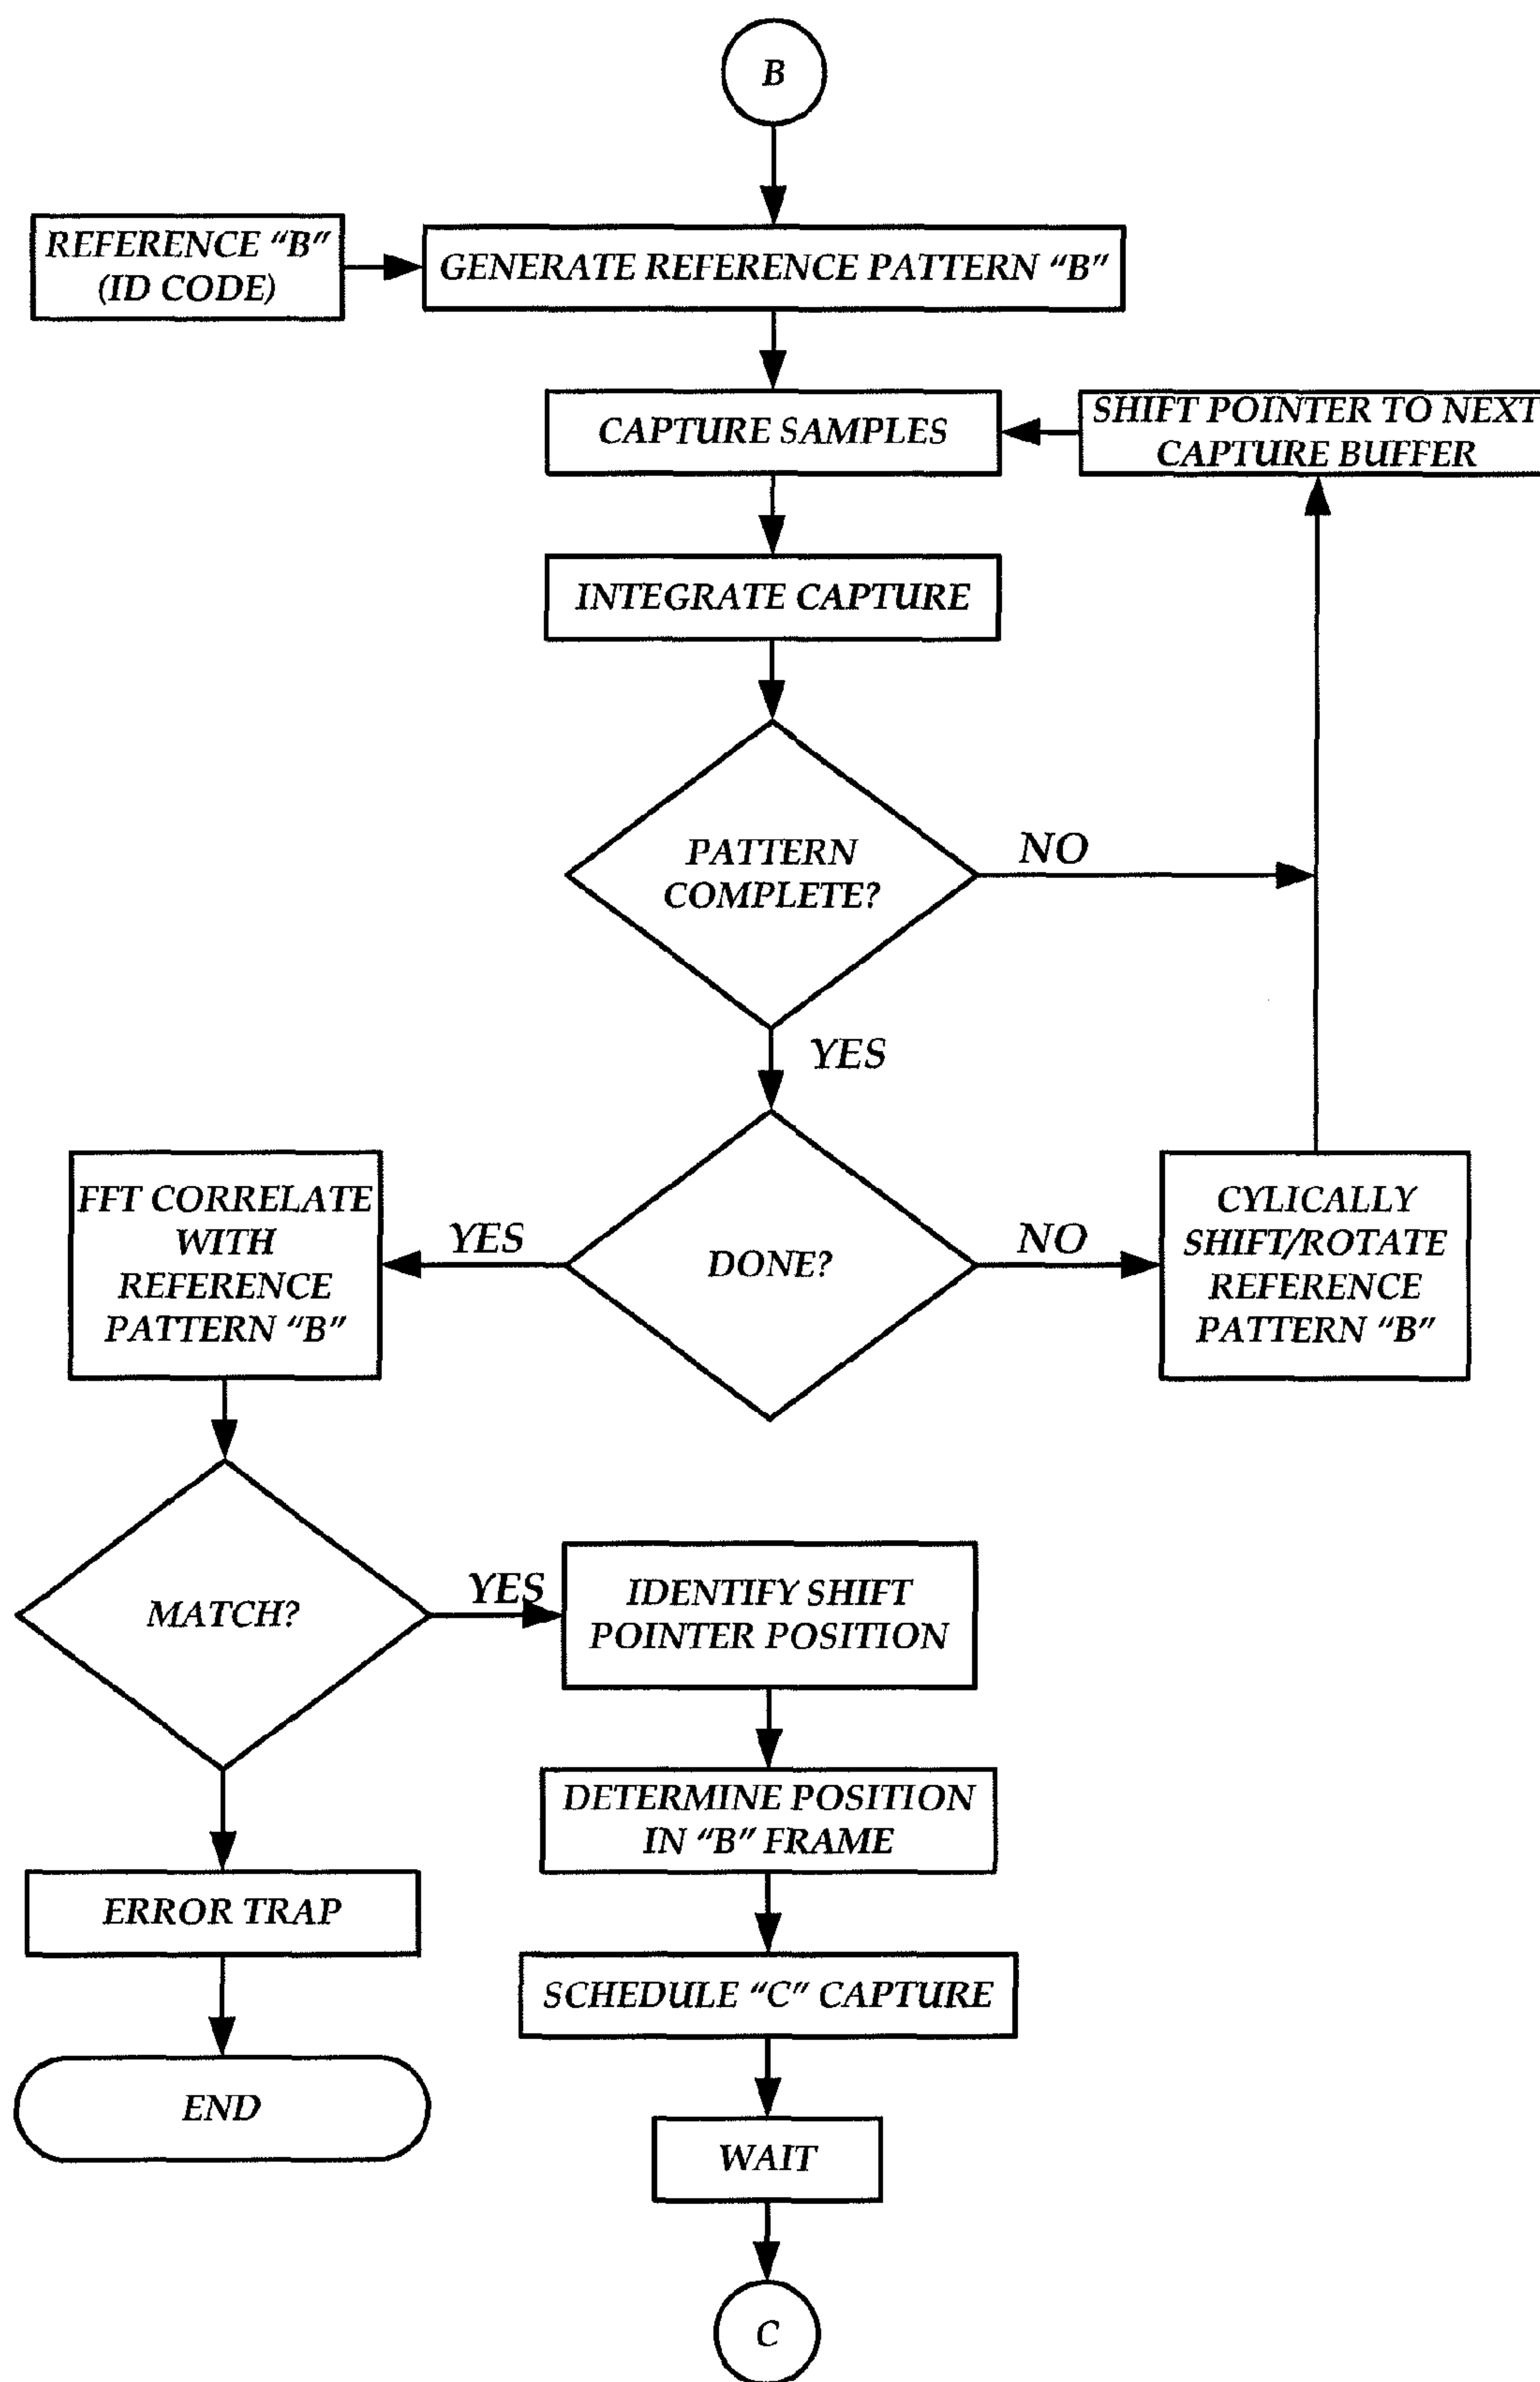 B
REFERENCE "B"
(ID CODE)
GENERATE REFERENCE PATTERN "B"
CAPTURE SAMPLES
SHIFT POINTER TO NEXT
CAPTURE BUFFER
INTEGRATE CAPTURE
PATTERN
COMPLETE?
NO
YES
FFT CORRELATE
WITH
REFERENCE
PATTERN "B"
YES
DONE?
NO
CYLICALLY
SHIFT/ROTATE
REFERENCE
PATTERN "B"
MATCH?
YES
IDENTIFY SHIFT
POINTER POSITION
DETERMINE POSITION
IN "B" FRAME
ERROR TRAP
SCHEDULE "C" CAPTURE
END
WAIT
C